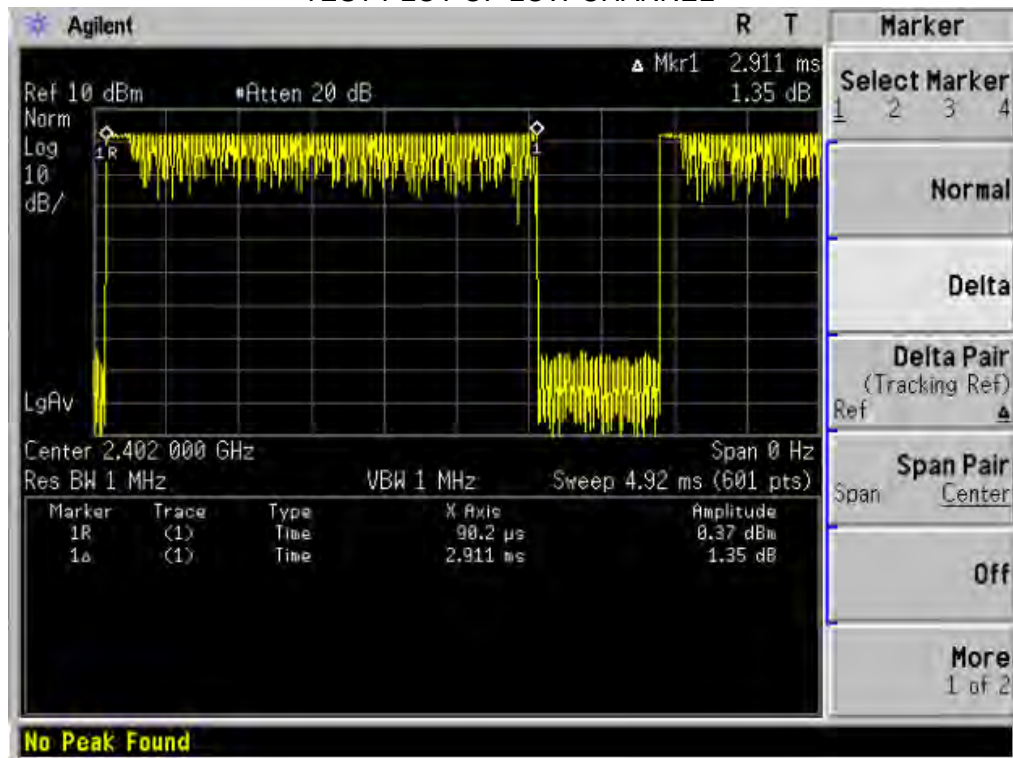 Agilent R T
Marker
Δ Mkr1 2.911 ms
Ref 10 dBm #Atten 20 dB 1.35 dB
Norm
Log
10
dB/
1R
1
LgAv
Center 2.402 000 GHz Span 0 Hz
Res BW 1 MHz VBW 1 MHz Sweep 4.92 ms (601 pts)
Marker Trace Type X Axis Amplitude
1R (1) Time 90.2 µs 0.37 dBm
1Δ (1) Time 2.911 ms 1.35 dB
No Peak Found
Select Marker
1 2 3 4
Normal
Delta
Delta Pair
(Tracking Ref)
Ref Δ
Span Pair
Span Center
Off
More
1 of 2